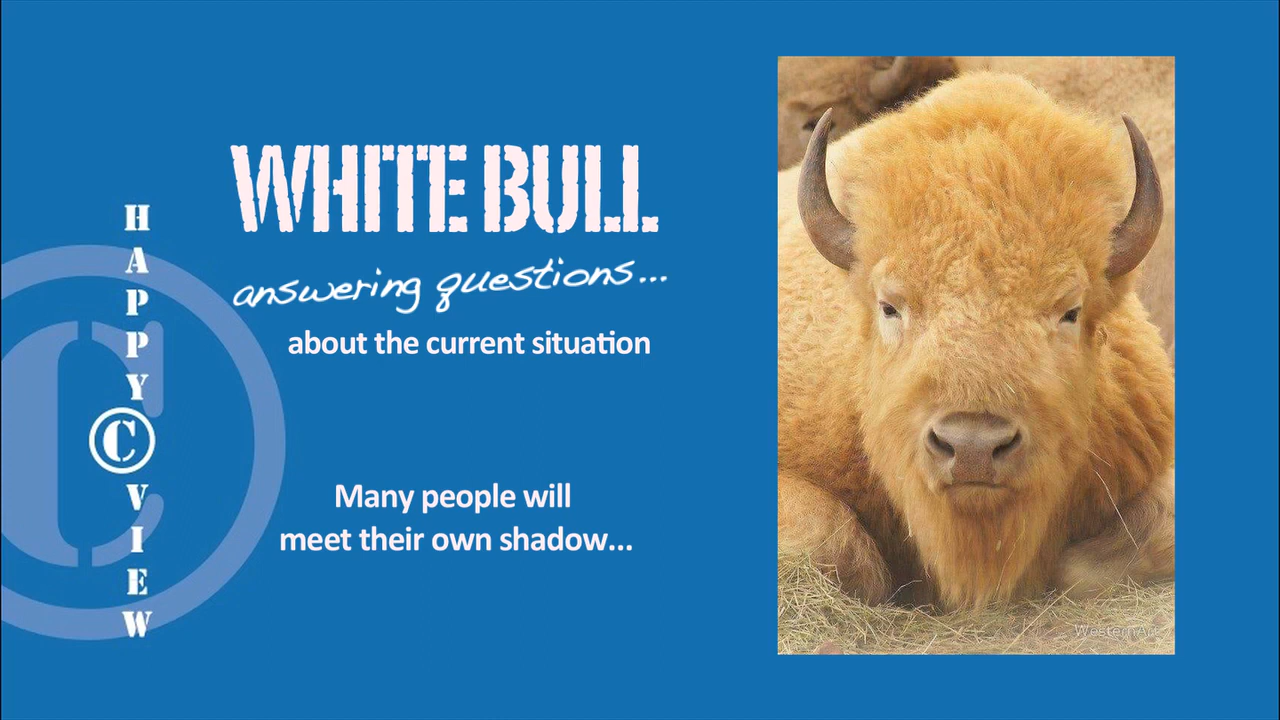 WHITE BULL
answering questions...
about the current situation
Many people will
meet their own shadow...
HAPPY
©
VIEW
WesternArt